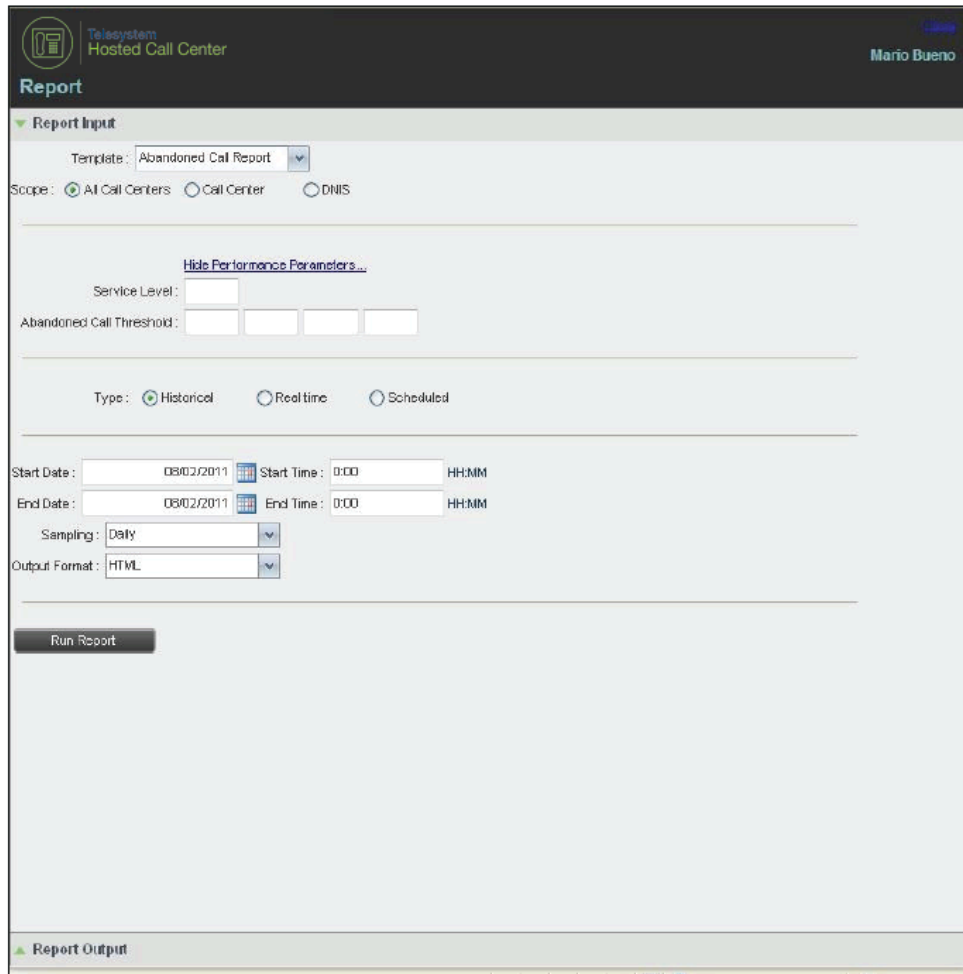 Telesystem
Hosted Call Center
Mario Bueno
Report
Report Input
Template : Abandoned Call Report
Scope : All Call Centers Call Center DNIS
Hide Performance Parameters...
Service Level :
Abandoned Call Threshold :
Type : Historical Real time Scheduled
Start Date : 08/02/2011 Start Time : 0:00 HH:MM
End Date : 08/02/2011 End Time : 0:00 HH:MM
Sampling : Daily
Output Format : HTML
Run Report
Report Output